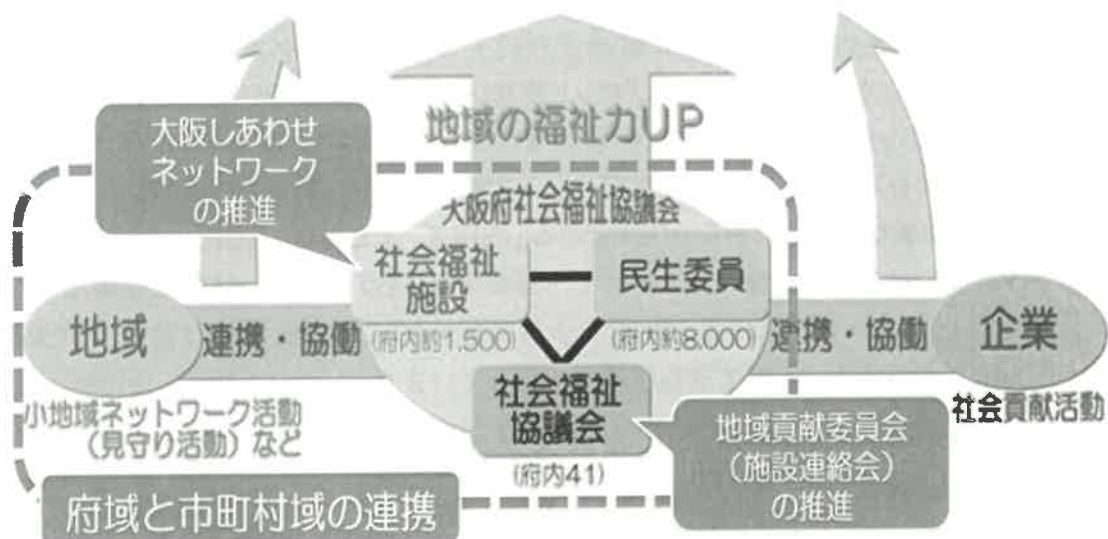 地域の福祉力UP
大阪しあわせ
ネットワーク
の推進
大阪府社会福祉協議会
社会福祉
施設
(府内約1,500)
民生委員
(府内約8,000)
地域
連携・協働
小地域ネットワーク活動
(見守り活動)など
連携・協働
企業
社会貢献活動
社会福祉
協議会
(府内41)
地域貢献委員会
(施設連絡会)
の推進
府域と市町村域の連携